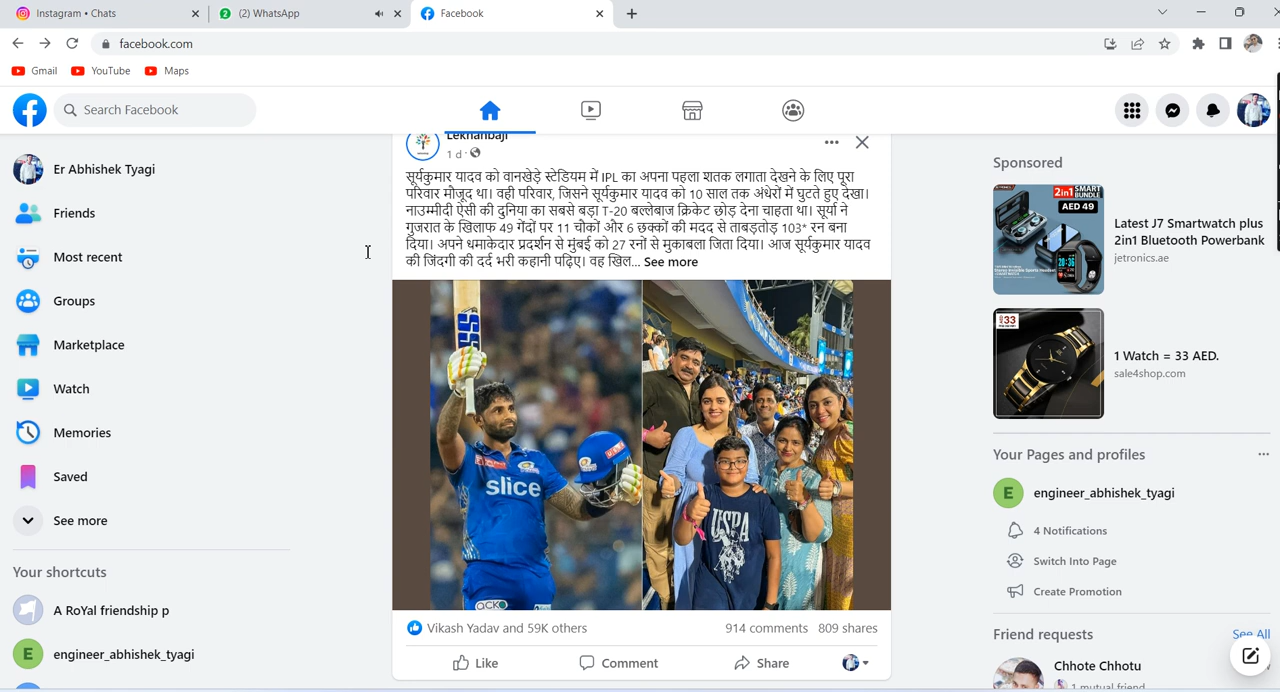 Instagram • Chats
(2) WhatsApp
Facebook
facebook.com
Gmail
YouTube
Maps
Search Facebook
Er Abhishek Tyagi
Friends
Most recent
Groups
Marketplace
Watch
Memories
Saved
See more
Your shortcuts
A RoYal friendship p
engineer_abhishek_tyagi
Lekhanbaji
1 d ·
सूर्यकुमार यादव को वानखेड़े स्टेडियम में IPL का अपना पहला शतक लगाता देखने के लिए पूरा
परिवार मौजूद था। वही परिवार, जिसने सूर्यकुमार यादव को 10 साल तक अंधेरों में घुटते हुए देखा।
नाउम्मीदी ऐसी की दुनिया का सबसे बड़ा T-20 बल्लेबाज क्रिकेट छोड़ देना चाहता था। सूर्या ने
गुजरात के खिलाफ 49 गेंदों पर 11 चौकों और 6 छक्कों की मदद से ताबड़तोड़ 103* रन बना
दिया। अपने धमाकेदार प्रदर्शन से मुंबई को 27 रनों से मुकाबला जिता दिया। आज सूर्यकुमार यादव
की जिंदगी की दर्द भरी कहानी पढ़िए। वह खिल... See more
SS
slice
USPA
Vikash Yadav and 59K others
914 comments
809 shares
Like
Comment
Share
Sponsored
2in1 SMART
BUNDLE
AED 49
Latest J7 Smartwatch plus
2in1 Bluetooth Powerbank
jetronics.ae
33
1 Watch = 33 AED.
sale4shop.com
Your Pages and profiles
E
engineer_abhishek_tyagi
4 Notifications
Switch Into Page
Create Promotion
Friend requests
See All
Chhote Chhotu
1 mutual friend